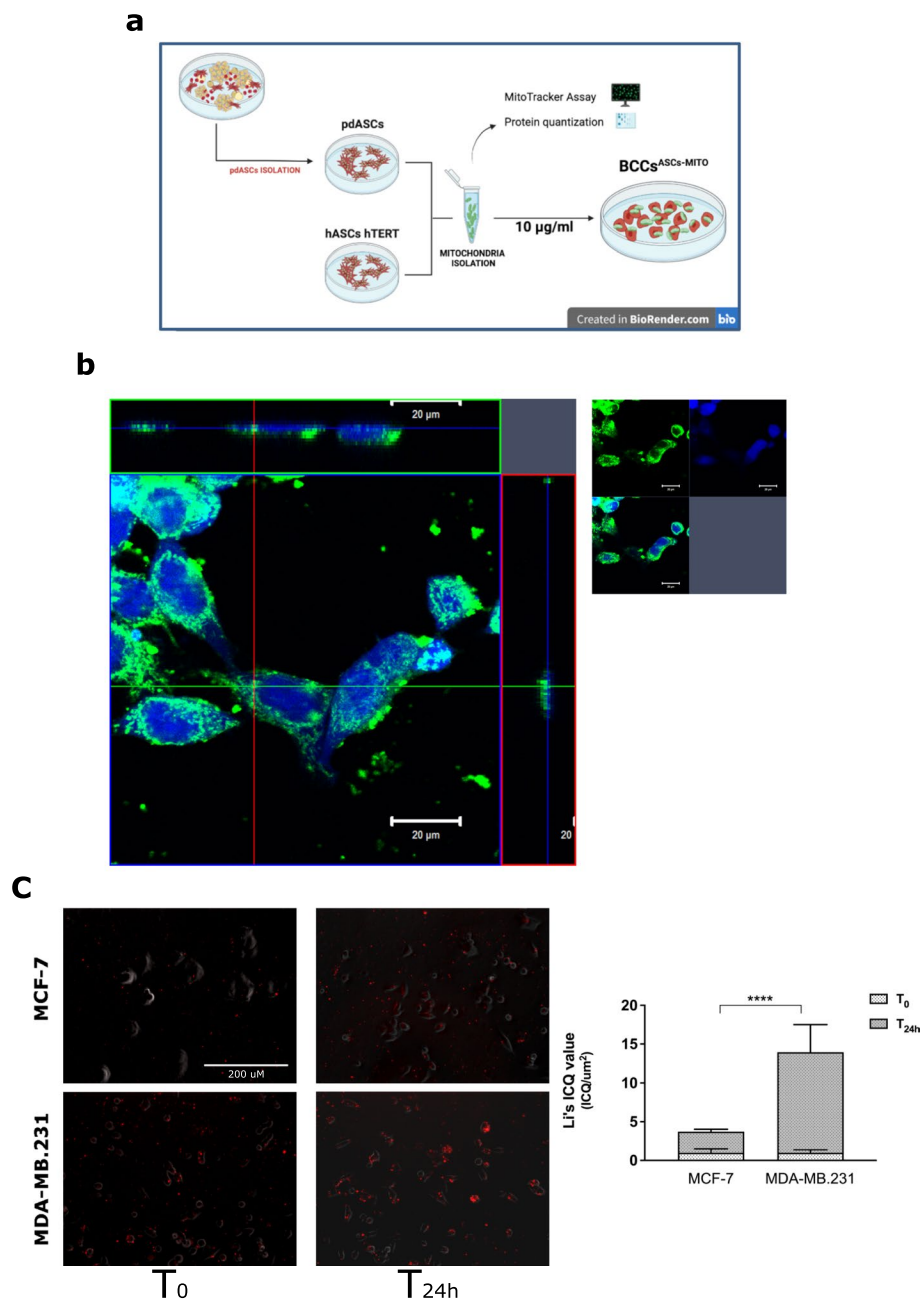 a
pdASCs ISOLATION
pdASCs
hASCs hTERT
MITOCHONDRIA
ISOLATION
MitoTracker Assay
Protein quantization
10 µg/ml
BCCs^ASCs-MITO
Created in BioRender.com bio
b
20 µm
20 µm
20
C
MCF-7
200 uM
MDA-MB.231
T0
T24h
Li's ICQ value
(ICQ/um²)
20
15
10
5
0
****
T0
T24h
MCF-7
MDA-MB.231